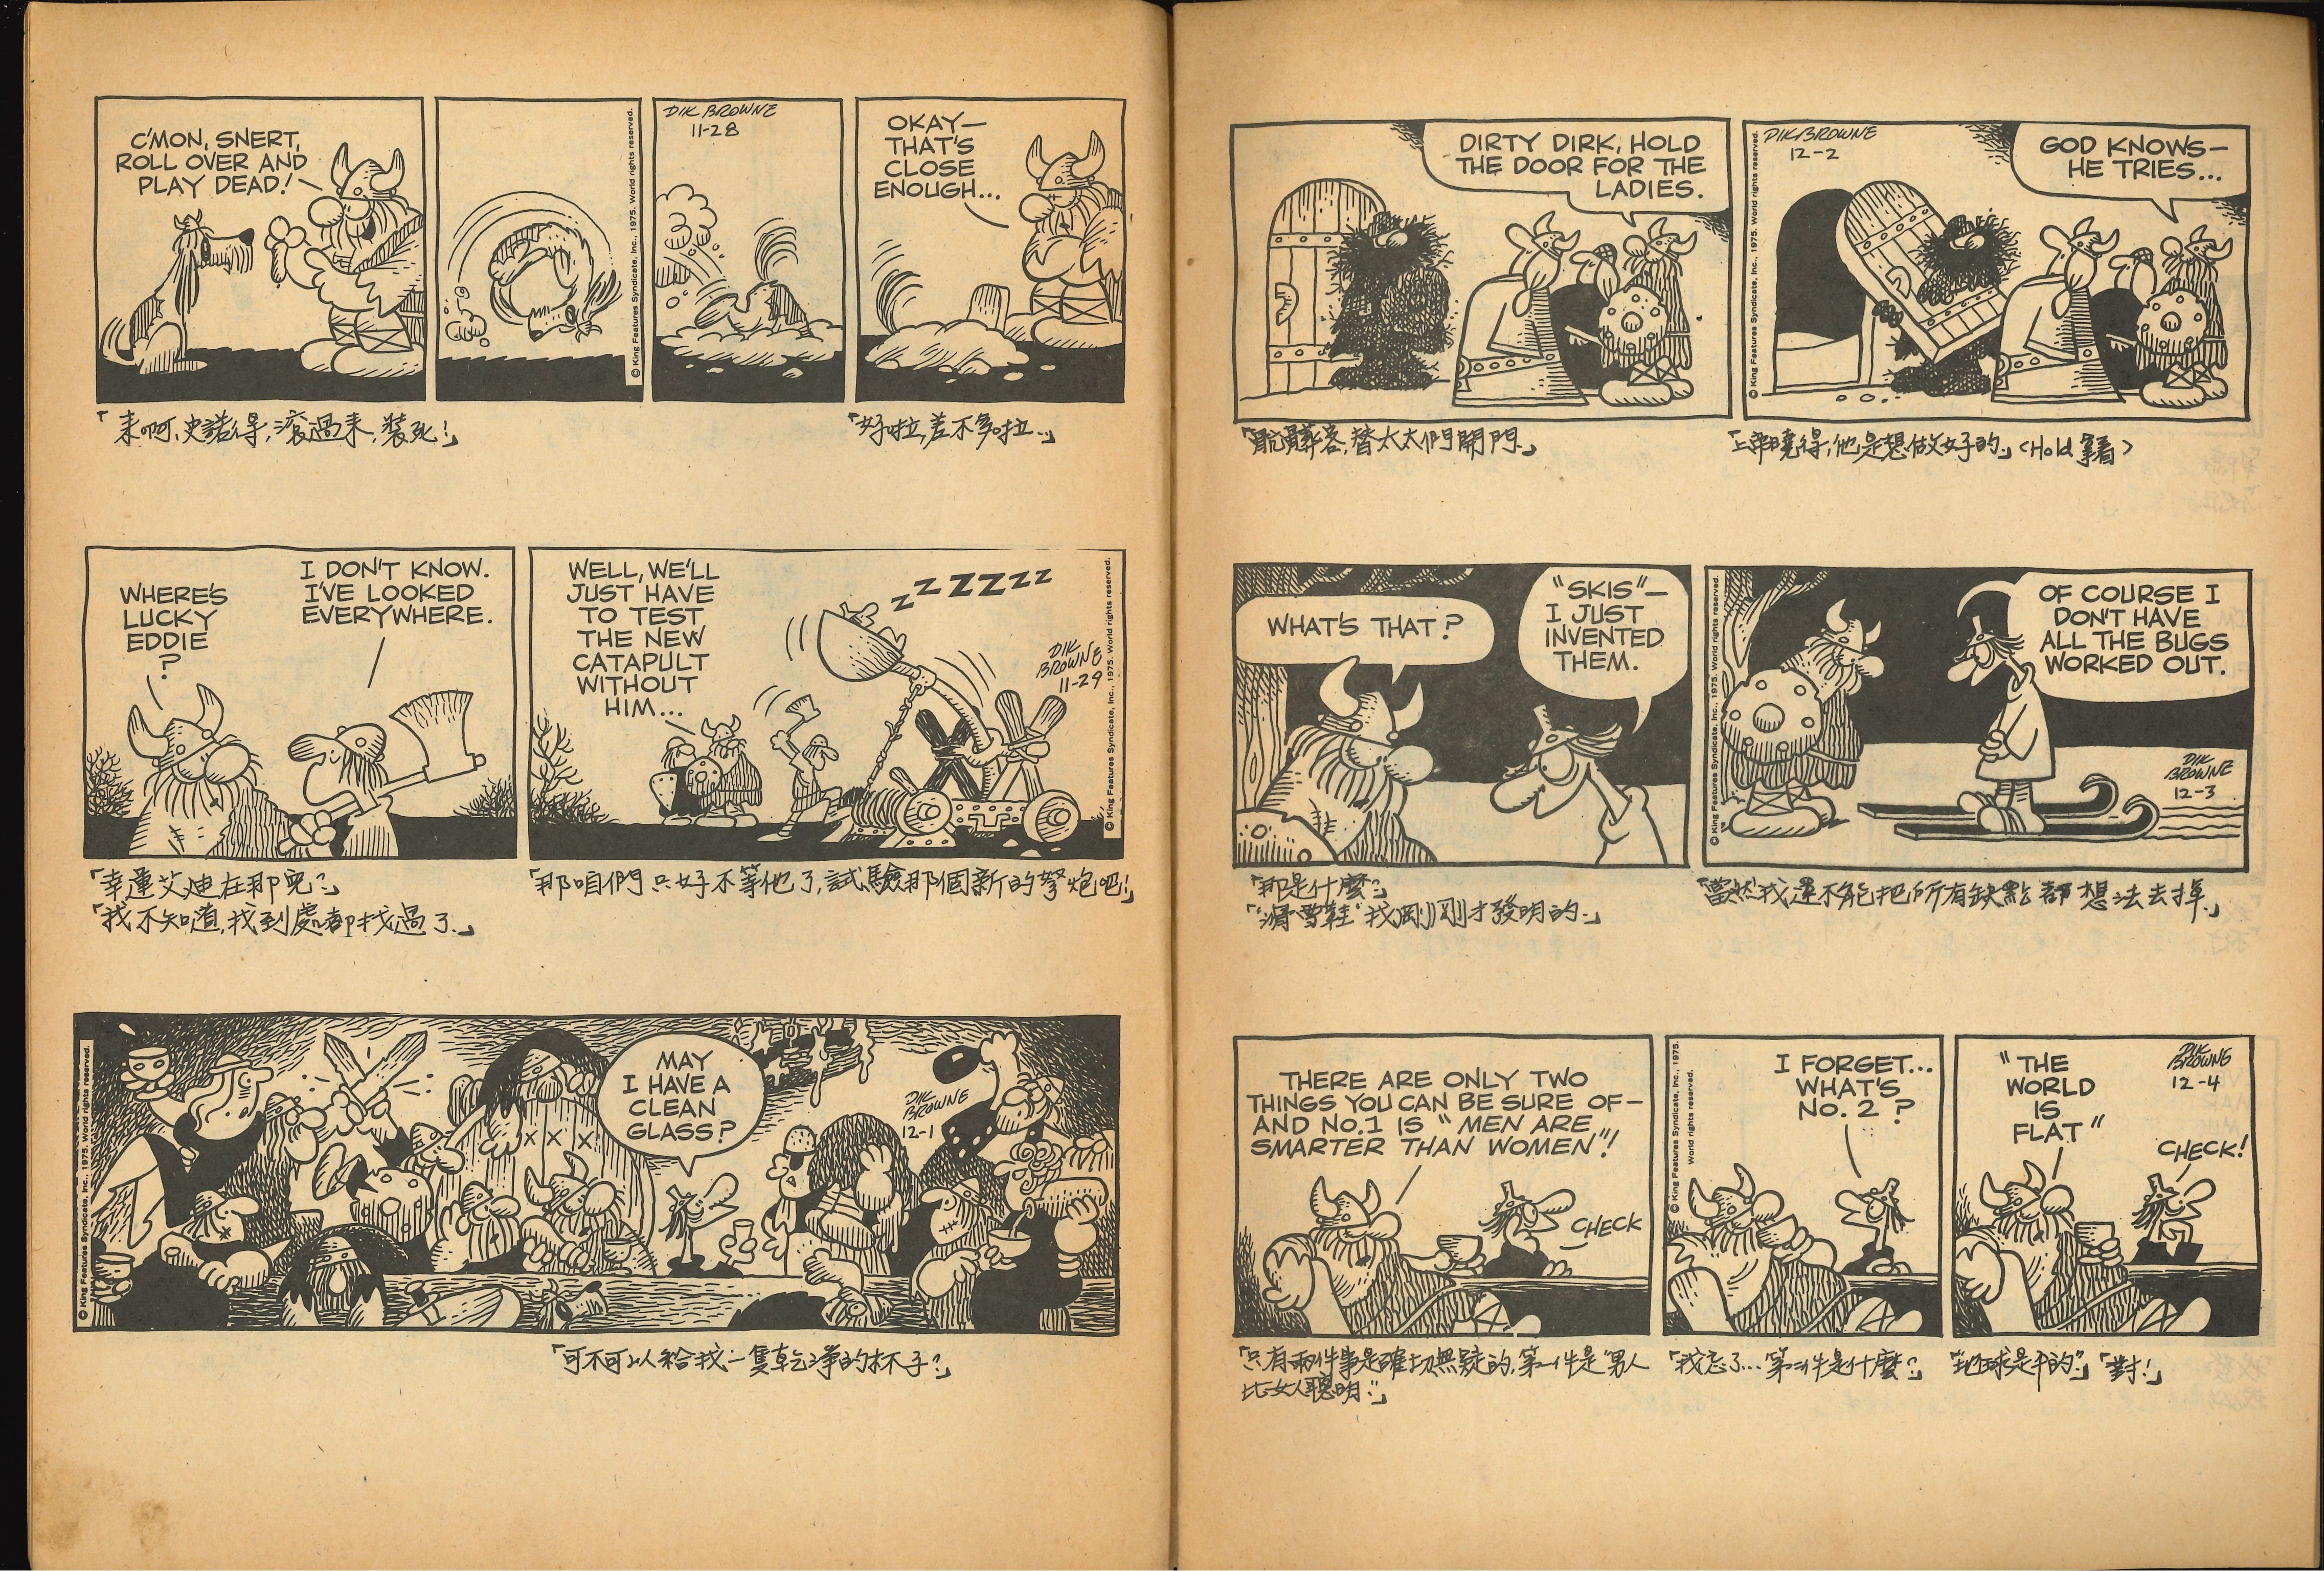 C'MON, SNERT,
ROLL OVER AND
PLAY DEAD!
© King Features Syndicate, Inc., 1975. World rights reserved.
DIK BROWNE
11-28
OKAY—
THAT'S
CLOSE
ENOUGH...
「來啊,史諾得,滾過來,裝死!」
「好啦,差不多啦.」
WHERE'S
LUCKY
EDDIE
?
I DON'T KNOW.
I'VE LOOKED
EVERYWHERE.
WELL, WE'LL
JUST HAVE
TO TEST
THE NEW
CATAPULT
WITHOUT
HIM...
ZZZZZZZ
DIK
BROWNE
11-29
© King Features Syndicate, Inc., 1975. World rights reserved.
「幸運艾迪在那兒?」
「我不知道,我到處都找過了.」
「那咱們只好不等他了,試驗那個新的弩炮吧!」
© King Features Syndicate, Inc., 1975. World rights reserved.
MAY
I HAVE A
CLEAN
GLASS?
DIK
BROWNE
12-1
「可不可以給我一隻乾淨的杯子?」
DIRTY DIRK, HOLD
THE DOOR FOR THE
LADIES.
DIK BROWNE
12-2
© King Features Syndicate, Inc., 1975. World rights reserved.
GOD KNOWS—
HE TRIES...
「骯髒客,替太太們開門.」
「上帝曉得,他是想做好的.」(Hold 拿着)
WHAT'S THAT?
"SKIS"—
I JUST
INVENTED
THEM.
© King Features Syndicate, Inc., 1975. World rights reserved.
OF COURSE I
DON'T HAVE
ALL THE BUGS
WORKED OUT.
DIK
BROWNE
12-3
「那是什麼?」
「"滑雪鞋"我剛剛才發明的.」
「當然我還不能把所有缺點都想法去掉.」
THERE ARE ONLY TWO
THINGS YOU CAN BE SURE OF—
AND NO.1 IS "MEN ARE
SMARTER THAN WOMEN"!
CHECK
© King Features Syndicate, Inc., 1975.
World rights reserved.
I FORGET...
WHAT'S
NO. 2?
"THE
WORLD
IS
FLAT"
DIK
BROWNE
12-4
CHECK!
「只有兩件事是確切無疑的,第一件是"男人
比女人聰明".」
「我忘了...第二件是什麼?」
「"地球是平的".」「對!」